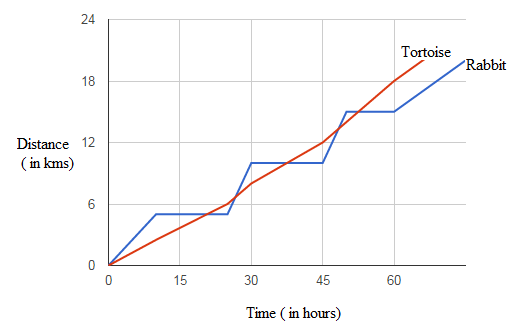 24
Tortoise
Rabbit
18
Distance
( in kms)
12
6
0
0 15 30 45 60
Time ( in hours)